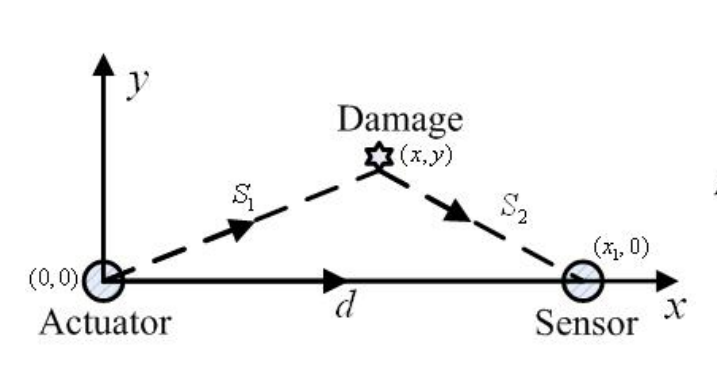 y
Damage
(x, y)
S₁
S₂
(x₁, 0)
(0, 0)
d
x
Actuator
Sensor